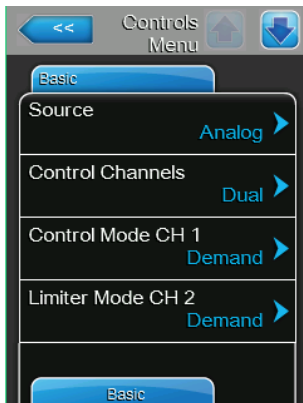 << Controls
Menu
Basic
Source
Analog
Control Channels
Dual
Control Mode CH 1
Demand
Limiter Mode CH 2
Demand
Basic